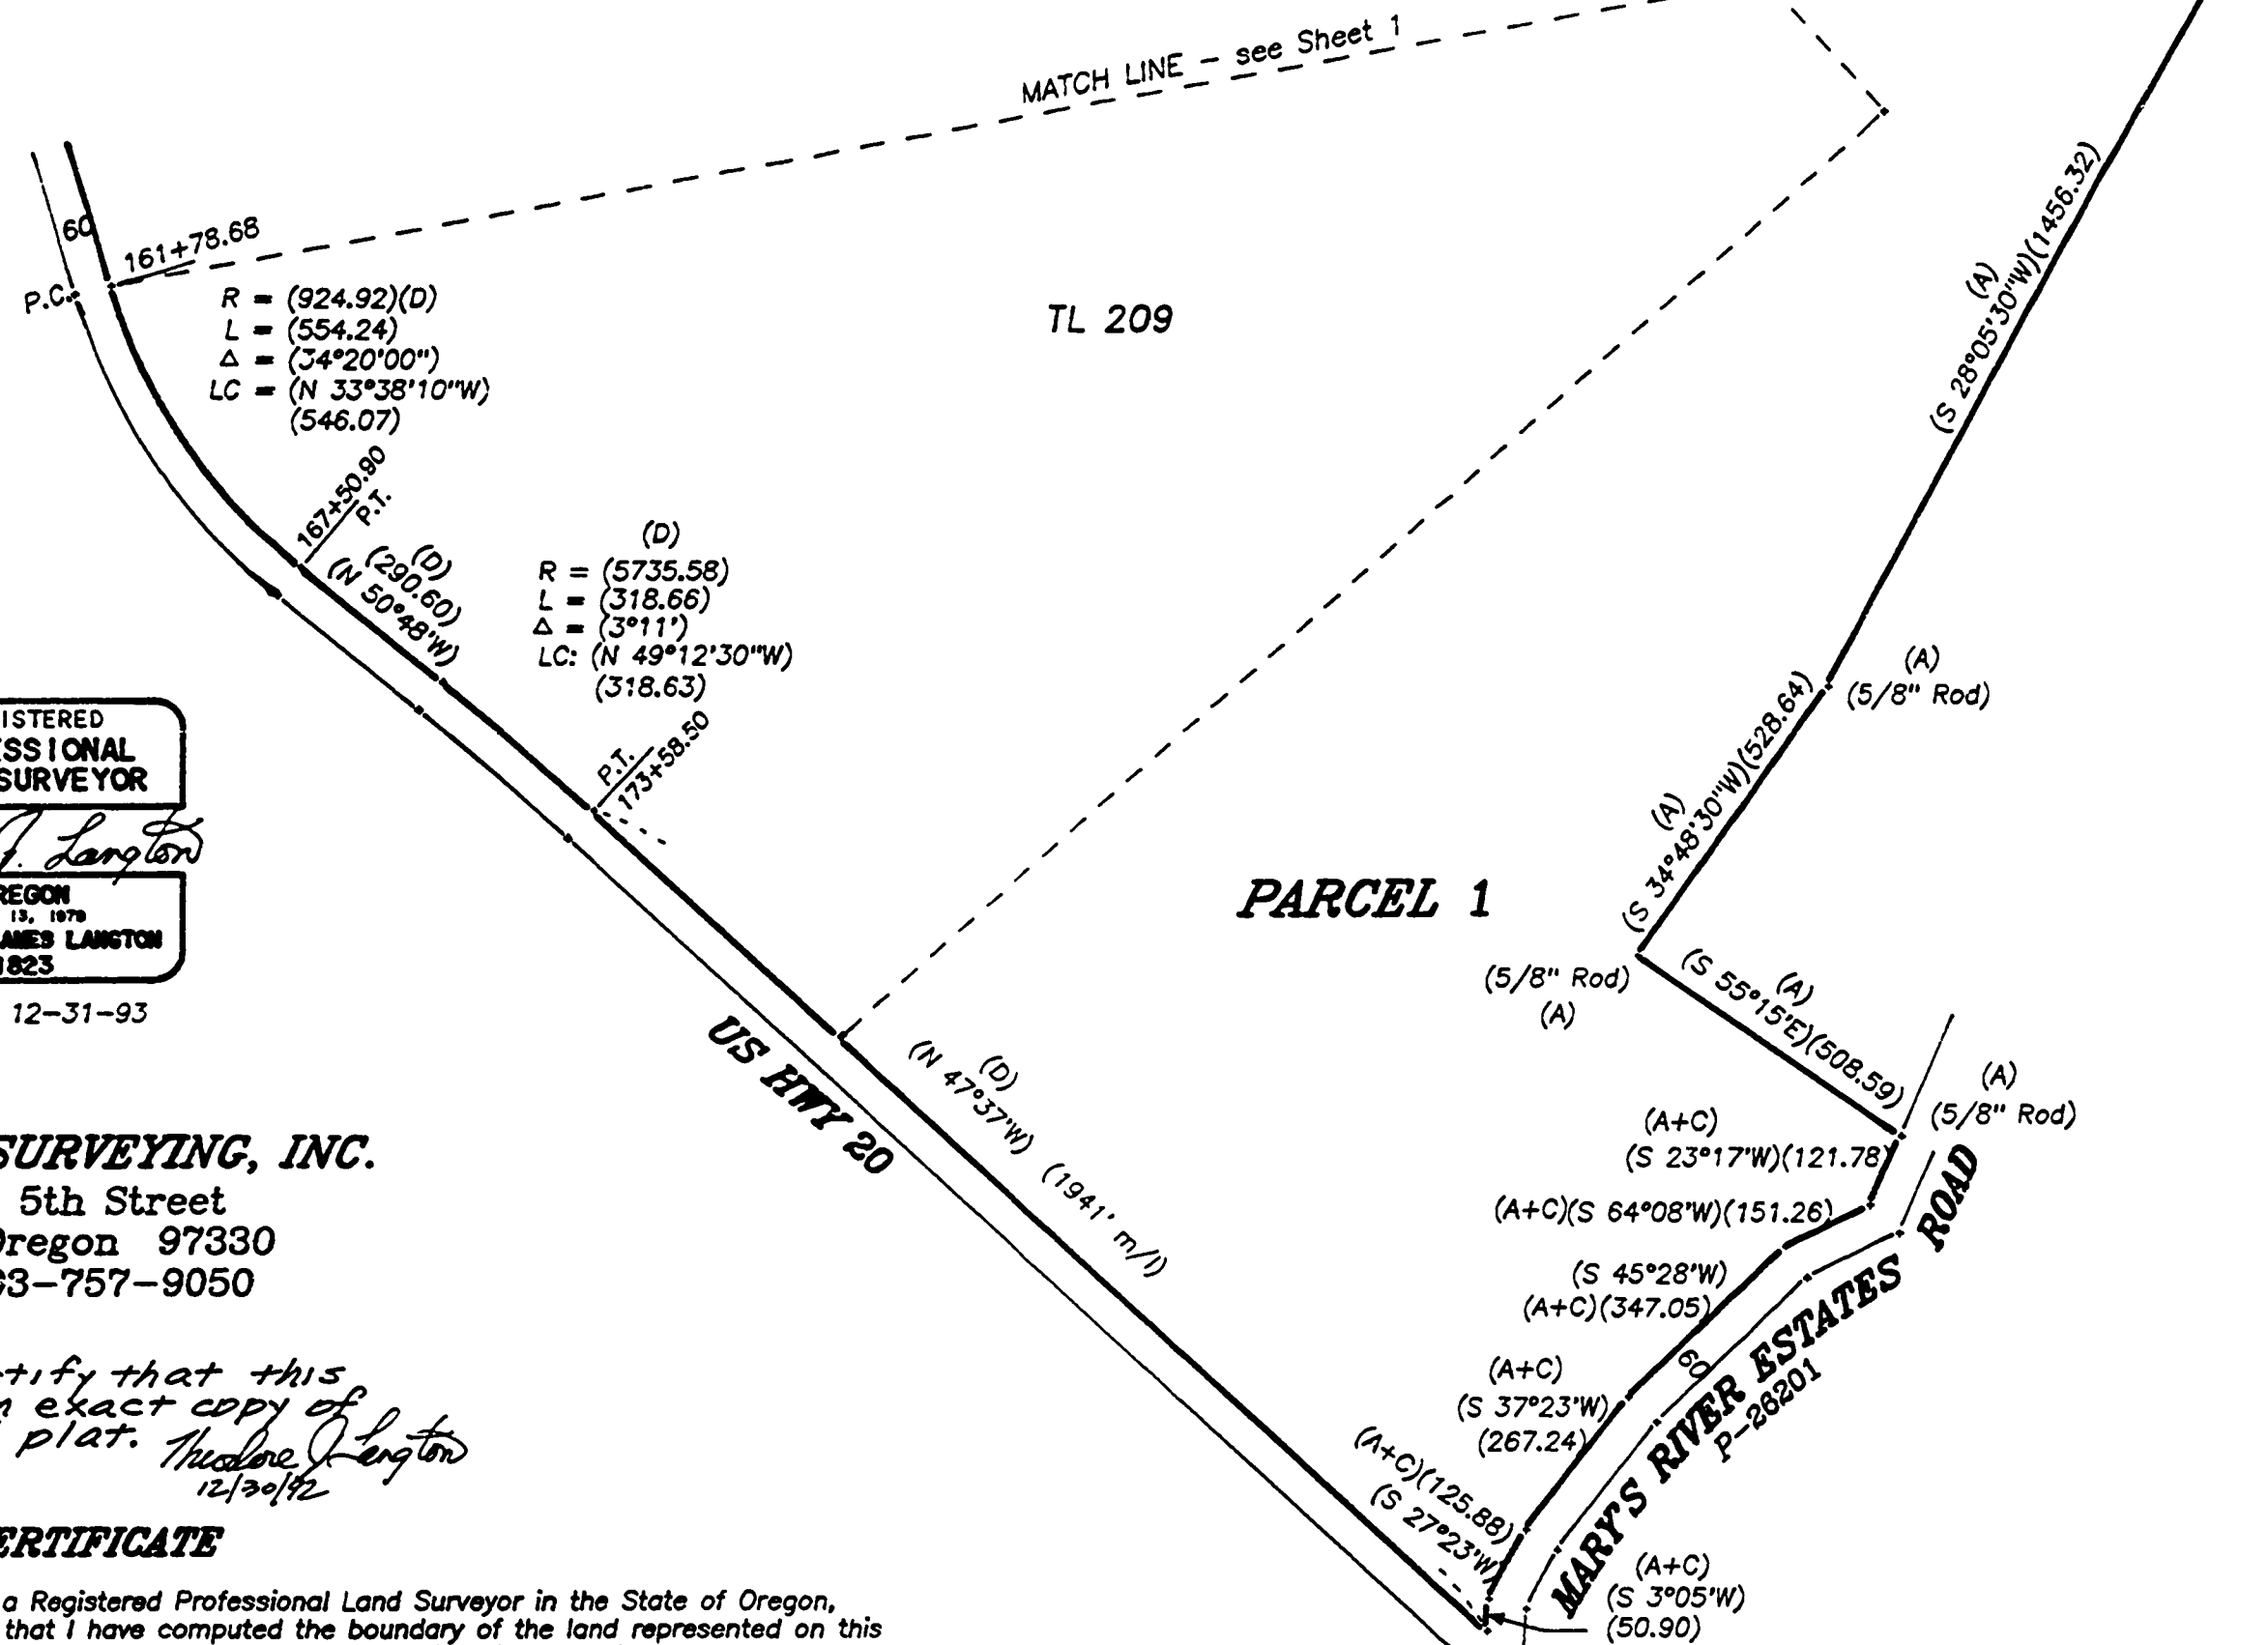 MATCH LINE - see Sheet 1
60
161+78.68
P.C.
R = (924.92)(D)
L = (554.24)
Δ = (34°20'00")
LC = (N 33°38'10"W)
(546.07)
TL 209
(A)
(S 28°05'30"W)(1456.32)
167+50.90
P.T.
(D)
(290.60)
(N 50°48'W)
(D)
R = (5735.58)
L = (318.66)
Δ = (3°11')
LC: (N 49°12'30"W)
(318.63)
P.T.
173+58.50
(A)
(5/8" Rod)
(A)
(S 34°48'30"W)(528.64)
ISTERED
ESSIONAL
SURVEYOR
J. Langton
REGON
13, 1979
AMES LANGTON
1823
12-31-93
PARCEL 1
(5/8" Rod)
(A)
(A)
(S 55°15'E)(508.59)
(A)
(5/8" Rod)
US HWY 20
(D)
(N 47°37'W) (1941' m/l)
(A+C)
(S 23°17'W)(121.78)
(A+C)(S 64°08'W)(151.26)
(S 45°28'W)
(A+C)(347.05)
(A+C)
(S 37°23'W)
(267.24)
(A+C)(125.88)
(S 27°23'W)
60
MARY'S RIVER ESTATES ROAD
P-26201
(A+C)
(S 3°05'W)
(50.90)
SURVEYING, INC.
5th Street
Oregon 97330
03-757-9050
tify that this
n exact copy of
plat. Theodore J Langton
12/30/92
ERTIFICATE
a Registered Professional Land Surveyor in the State of Oregon,
that I have computed the boundary of the land represented on this